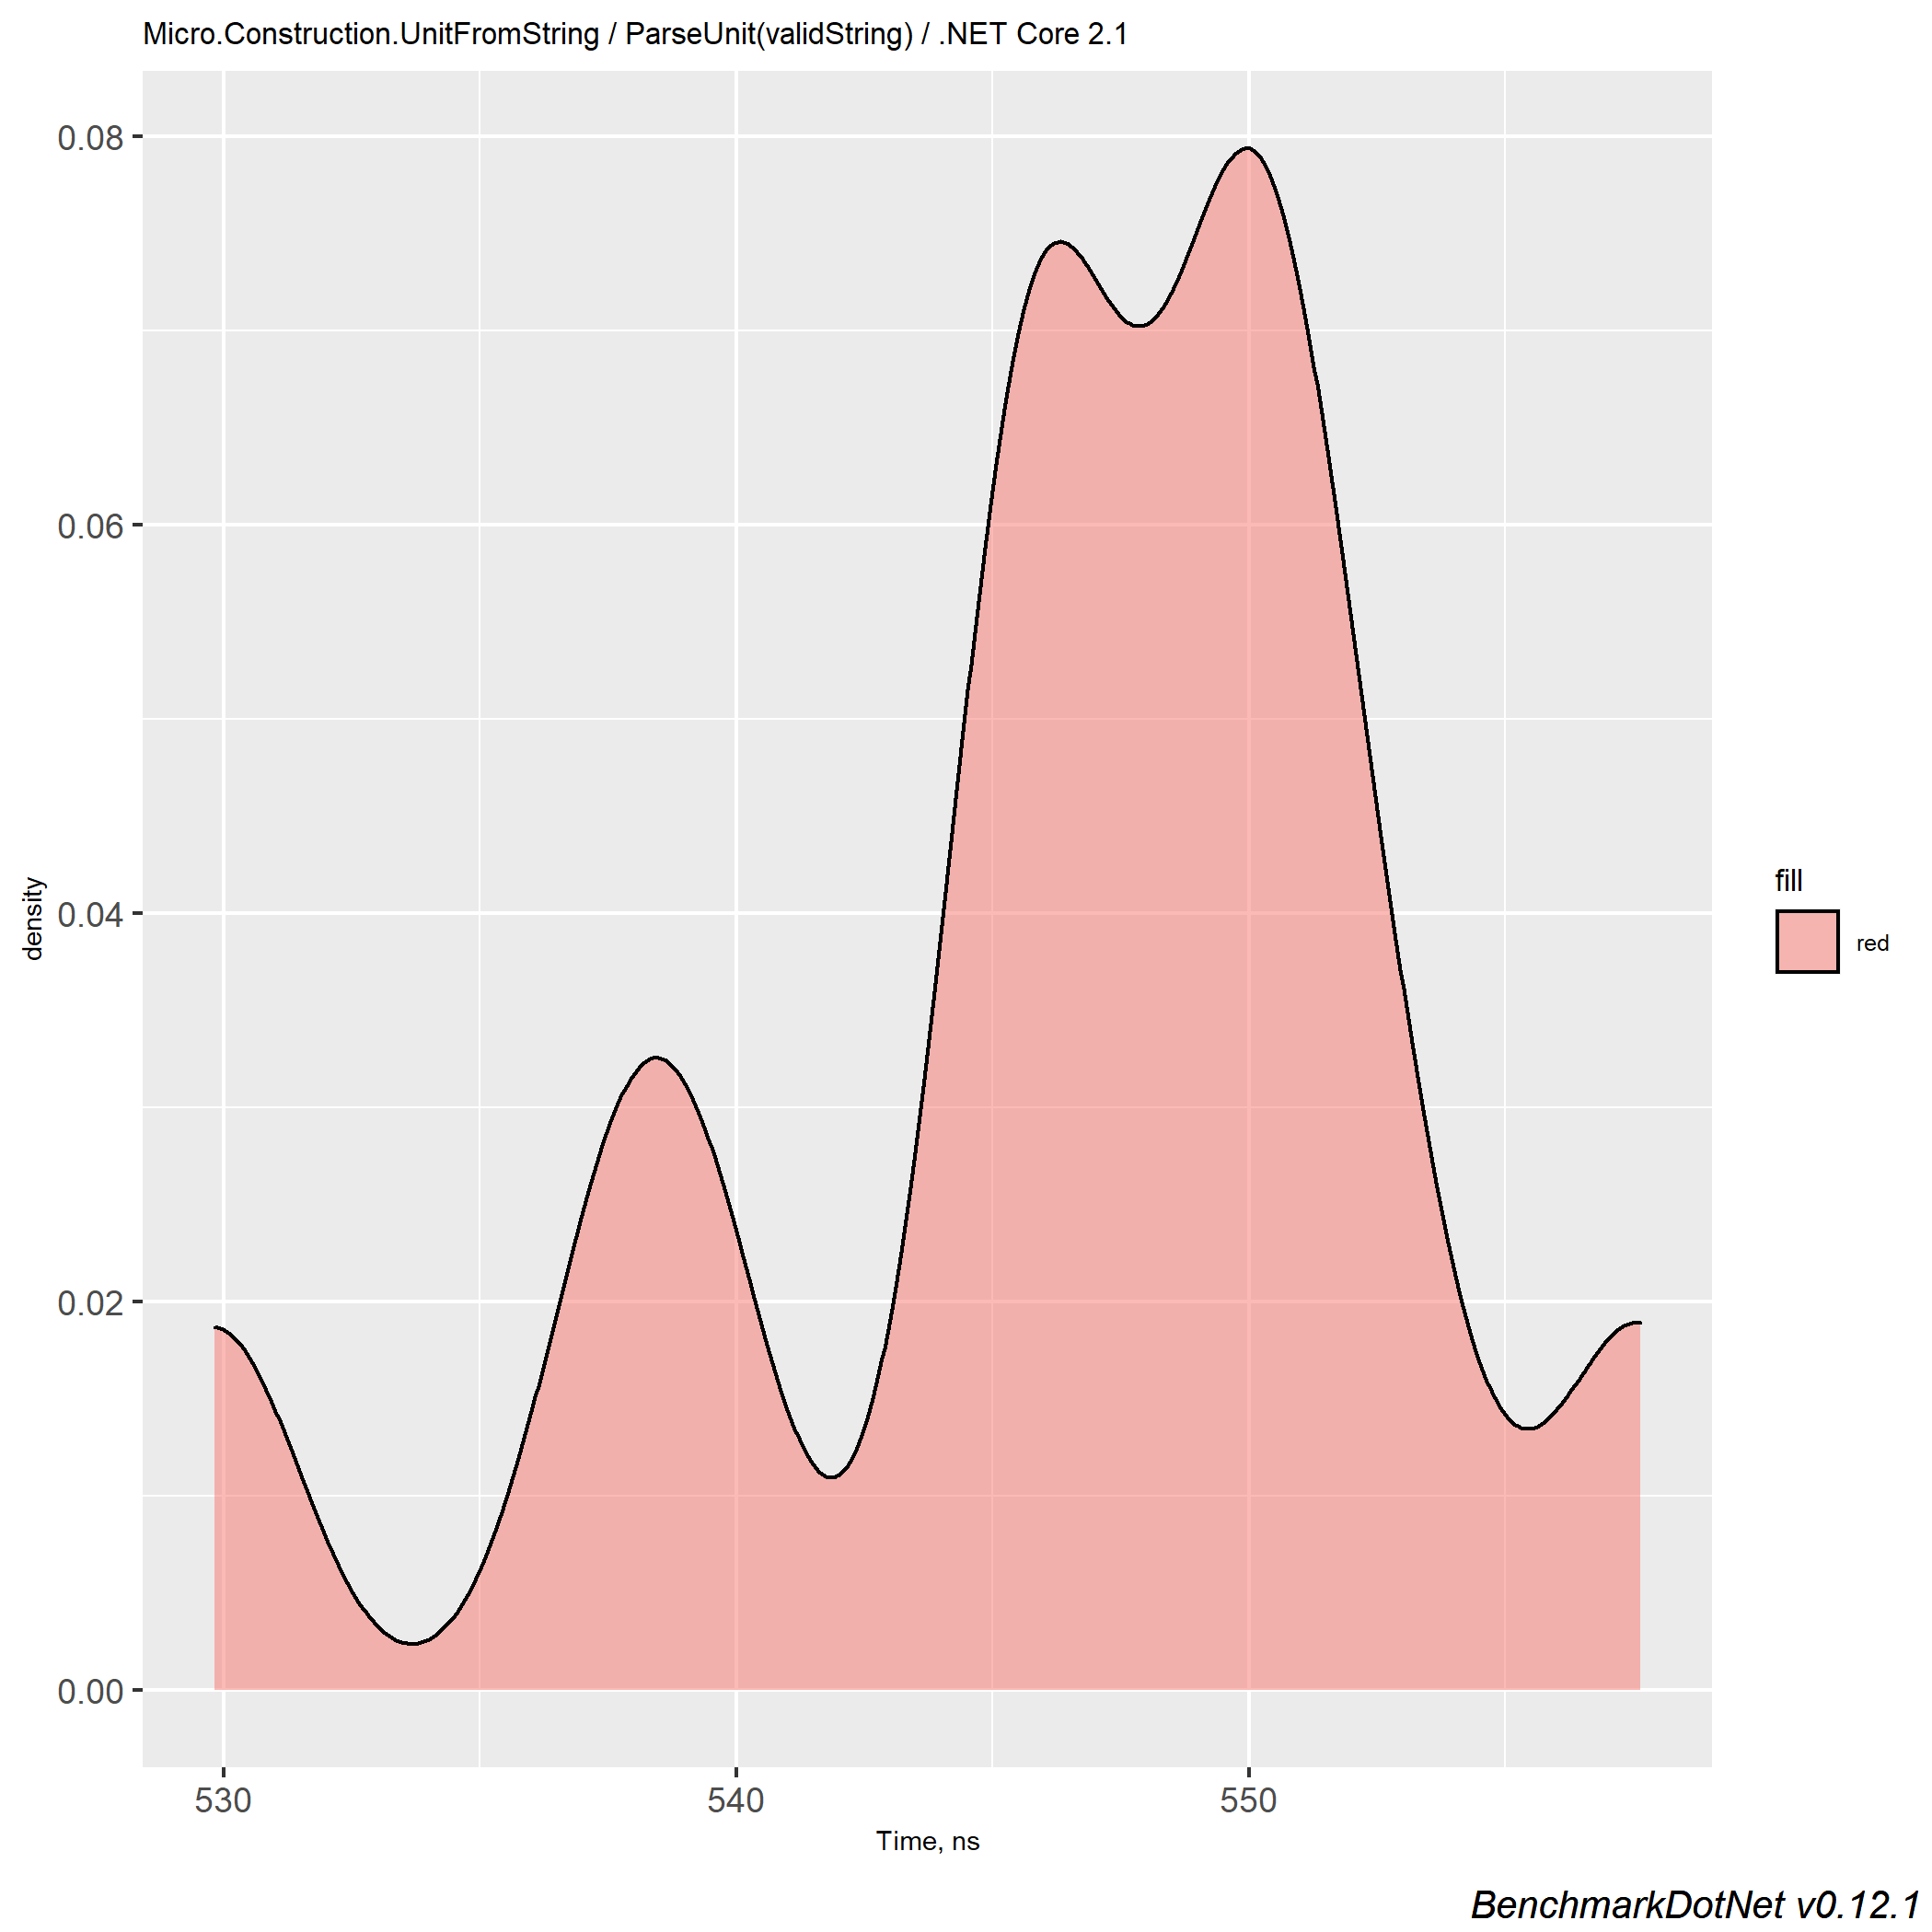 Micro.Construction.UnitFromString / ParseUnit(validString) / .NET Core 2.1
0.08
0.06
0.04
0.02
0.00
density
530 540 550
Time, ns
fill
red
BenchmarkDotNet v0.12.1